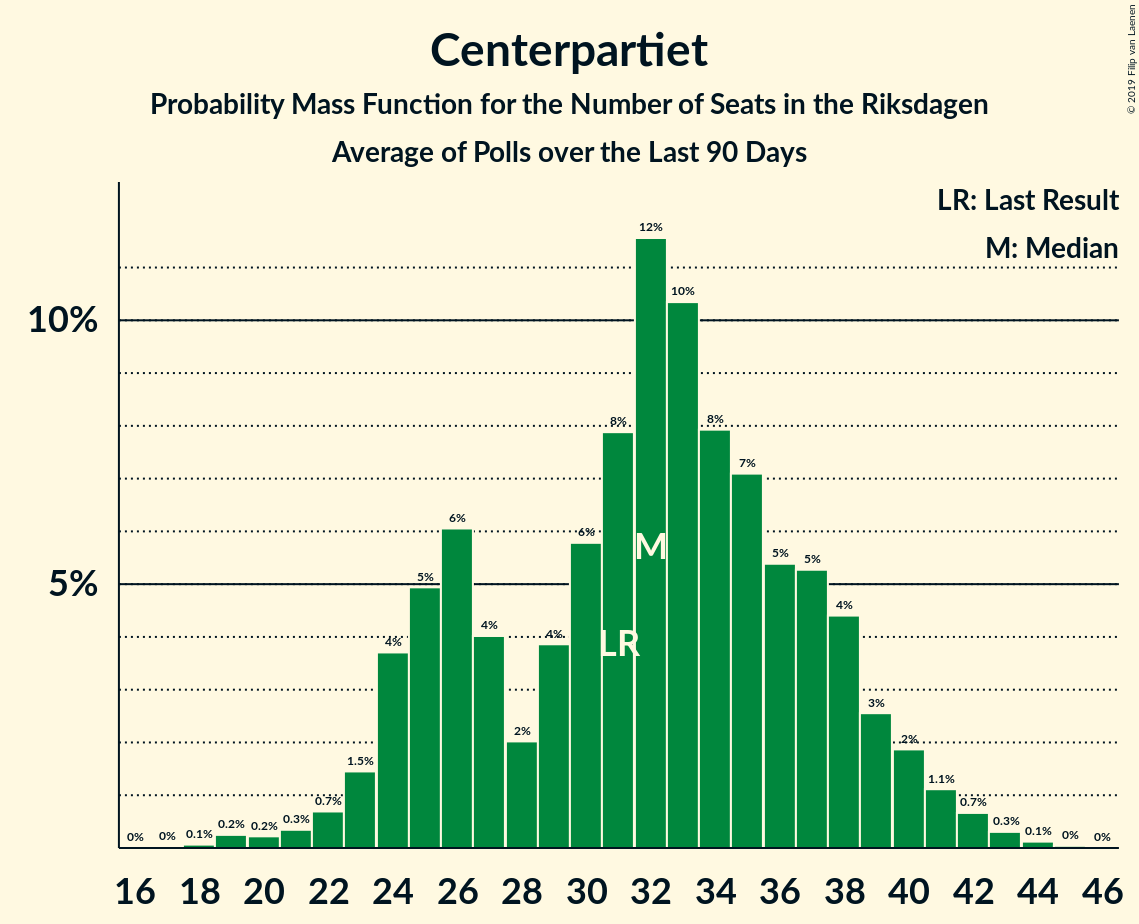 Centerpartiet
Probability Mass Function for the Number of Seats in the Riksdagen
Average of Polls over the Last 90 Days
© 2019 Filip van Laenen
LR: Last Result
M: Median
10%
5%
0% 0% 0.1% 0.2% 0.2% 0.3% 0.7% 1.5% 4% 5% 6% 4% 2% 4% 6% 8% 12% 10% 8% 7% 5% 5% 4% 3% 2% 1.1% 0.7% 0.3% 0.1% 0% 0%
M
LR
16 18 20 22 24 26 28 30 32 34 36 38 40 42 44 46